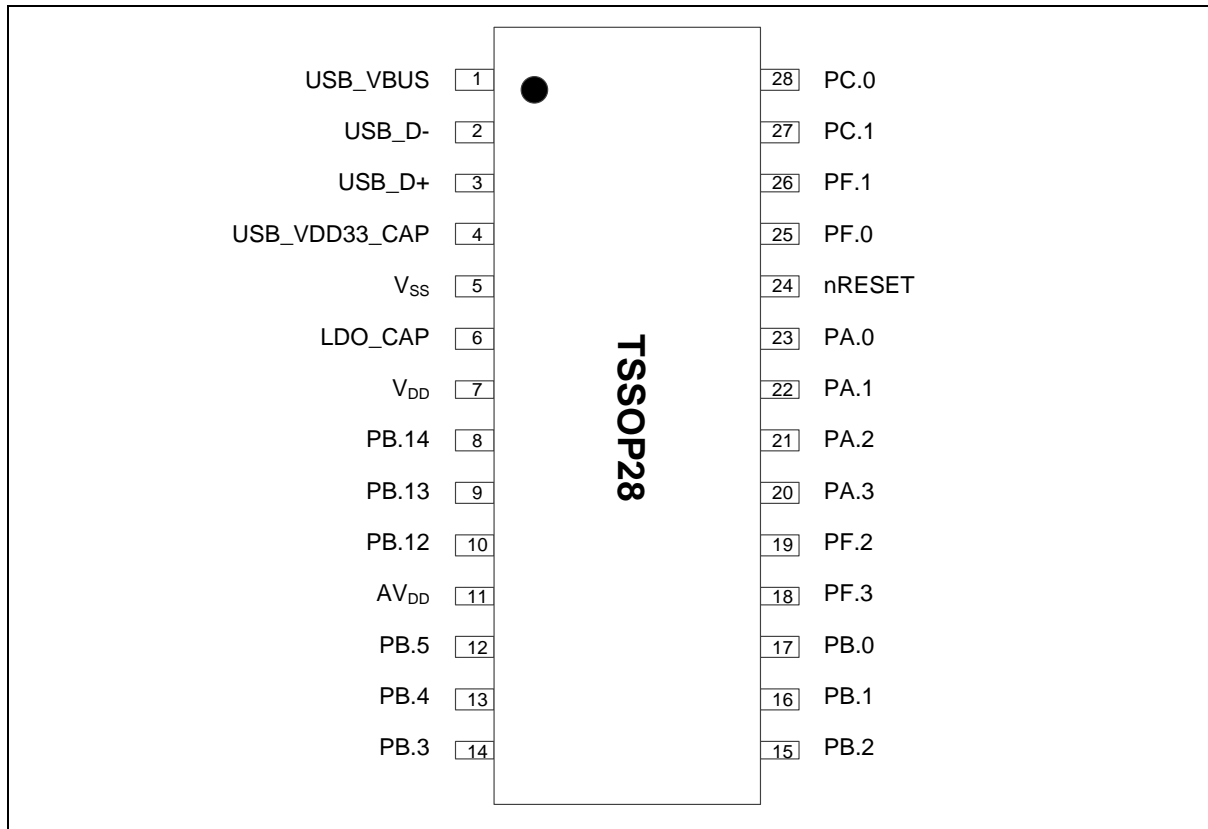 USB_VBUS 1 28 PC.0
USB_D- 2 27 PC.1
USB_D+ 3 26 PF.1
USB_VDD33_CAP 4 25 PF.0
VSS 5 24 nRESET
LDO_CAP 6 23 PA.0
VDD 7 22 PA.1
PB.14 8 21 PA.2
PB.13 9 20 PA.3
PB.12 10 19 PF.2
AVDD 11 18 PF.3
PB.5 12 17 PB.0
PB.4 13 16 PB.1
PB.3 14 15 PB.2
TSSOP28